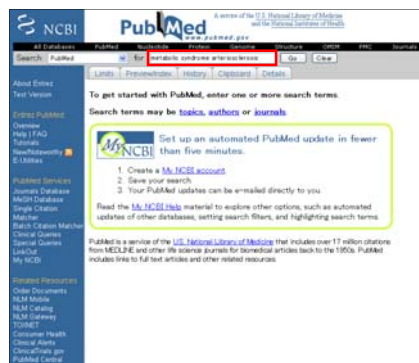 NCBI
PubMed
www.pubmed.gov
A service of the U.S. National Library of Medicine
and the National Institutes of Health
All Databases PubMed Nucleotide Protein Genome Structure OMIM PMC Journals
Search PubMed for metabolic syndrome arteriosclerosis Go Clear
Limits Preview/Index History Clipboard Details
About Entrez
Text Version
Entrez PubMed
Overview
Help | FAQ
Tutorials
New/Noteworthy
E-Utilities
PubMed Services
Journals Database
MeSH Database
Single Citation
Matcher
Batch Citation Matcher
Clinical Queries
Special Queries
LinkOut
My NCBI
Related Resources
Order Documents
NLM Mobile
NLM Catalog
NLM Gateway
TOXNET
Consumer Health
Clinical Alerts
ClinicalTrials.gov
PubMed Central
To get started with PubMed, enter one or more search terms.
Search terms may be topics, authors or journals.
My NCBI
Set up an automated PubMed update in fewer
than five minutes.
1. Create a My NCBI account.
2. Save your search.
3. Your PubMed updates can be e-mailed directly to you.
Read the My NCBI Help material to explore other options, such as automated
updates of other databases, setting search filters, and highlighting search terms.
PubMed is a service of the U.S. National Library of Medicine that includes over 17 million citations
from MEDLINE and other life science journals for biomedical articles back to the 1950s. PubMed
includes links to full text articles and other related resources.